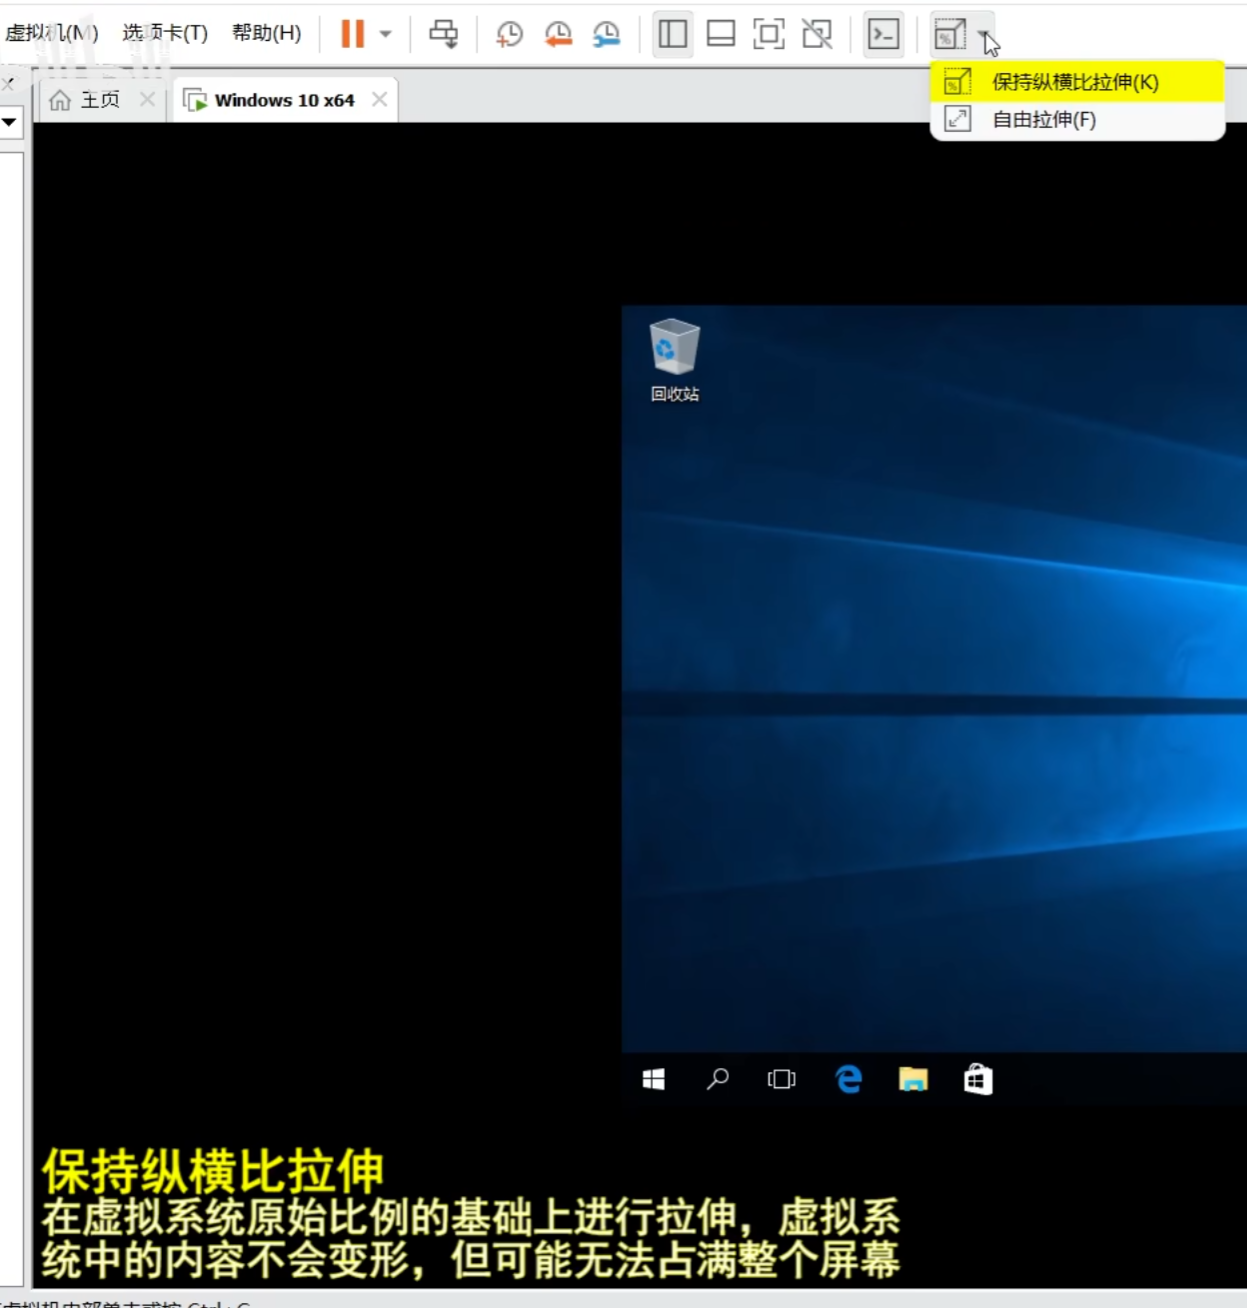 虚拟机(M) 选项卡(T) 帮助(H)
主页
Windows 10 x64
保持纵横比拉伸(K)
自由拉伸(F)
回收站
保持纵横比拉伸
在虚拟系统原始比例的基础上进行拉伸，虚拟系
统中的内容不会变形，但可能无法占满整个屏幕